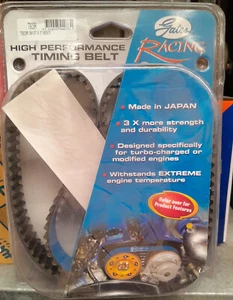 Gates
RACING
HIGH PERFORMANCE
TIMING BELT
• Made in JAPAN
• 3 X more strength
and durability
• Designed specifically
for turbo-charged or
modified engines
• Withstands EXTREME
engine temperature
Refer over for
Product Features